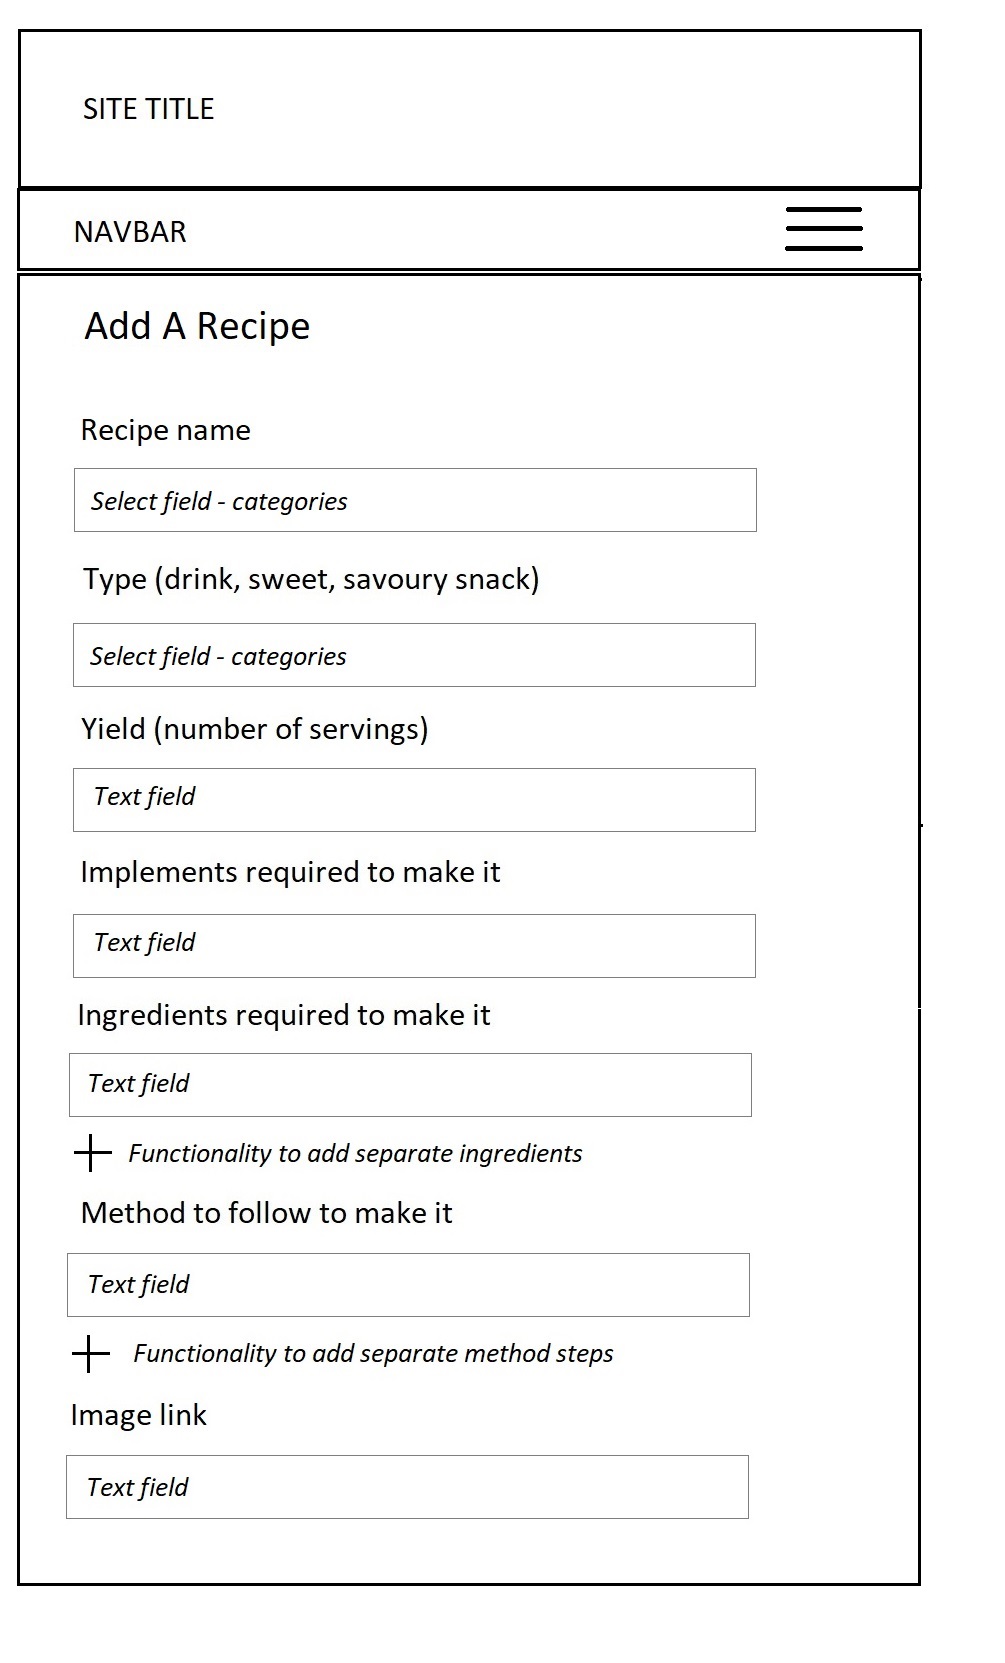 SITE TITLE
NAVBAR
Add A Recipe
Recipe name
Select field - categories
Type (drink, sweet, savoury snack)
Select field - categories
Yield (number of servings)
Text field
Implements required to make it
Text field
Ingredients required to make it
Text field
Functionality to add separate ingredients
Method to follow to make it
Text field
Functionality to add separate method steps
Image link
Text field